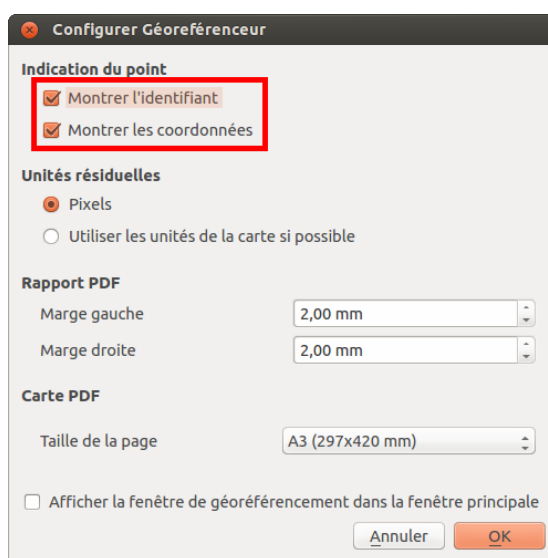 Configurer Géoreférenceur
Indication du point
Montrer l'identifiant
Montrer les coordonnées
Unités résiduelles
Pixels
Utiliser les unités de la carte si possible
Rapport PDF
Marge gauche 2,00 mm
Marge droite 2,00 mm
Carte PDF
Taille de la page A3 (297x420 mm)
Afficher la fenêtre de géoréférencement dans la fenêtre principale
Annuler OK